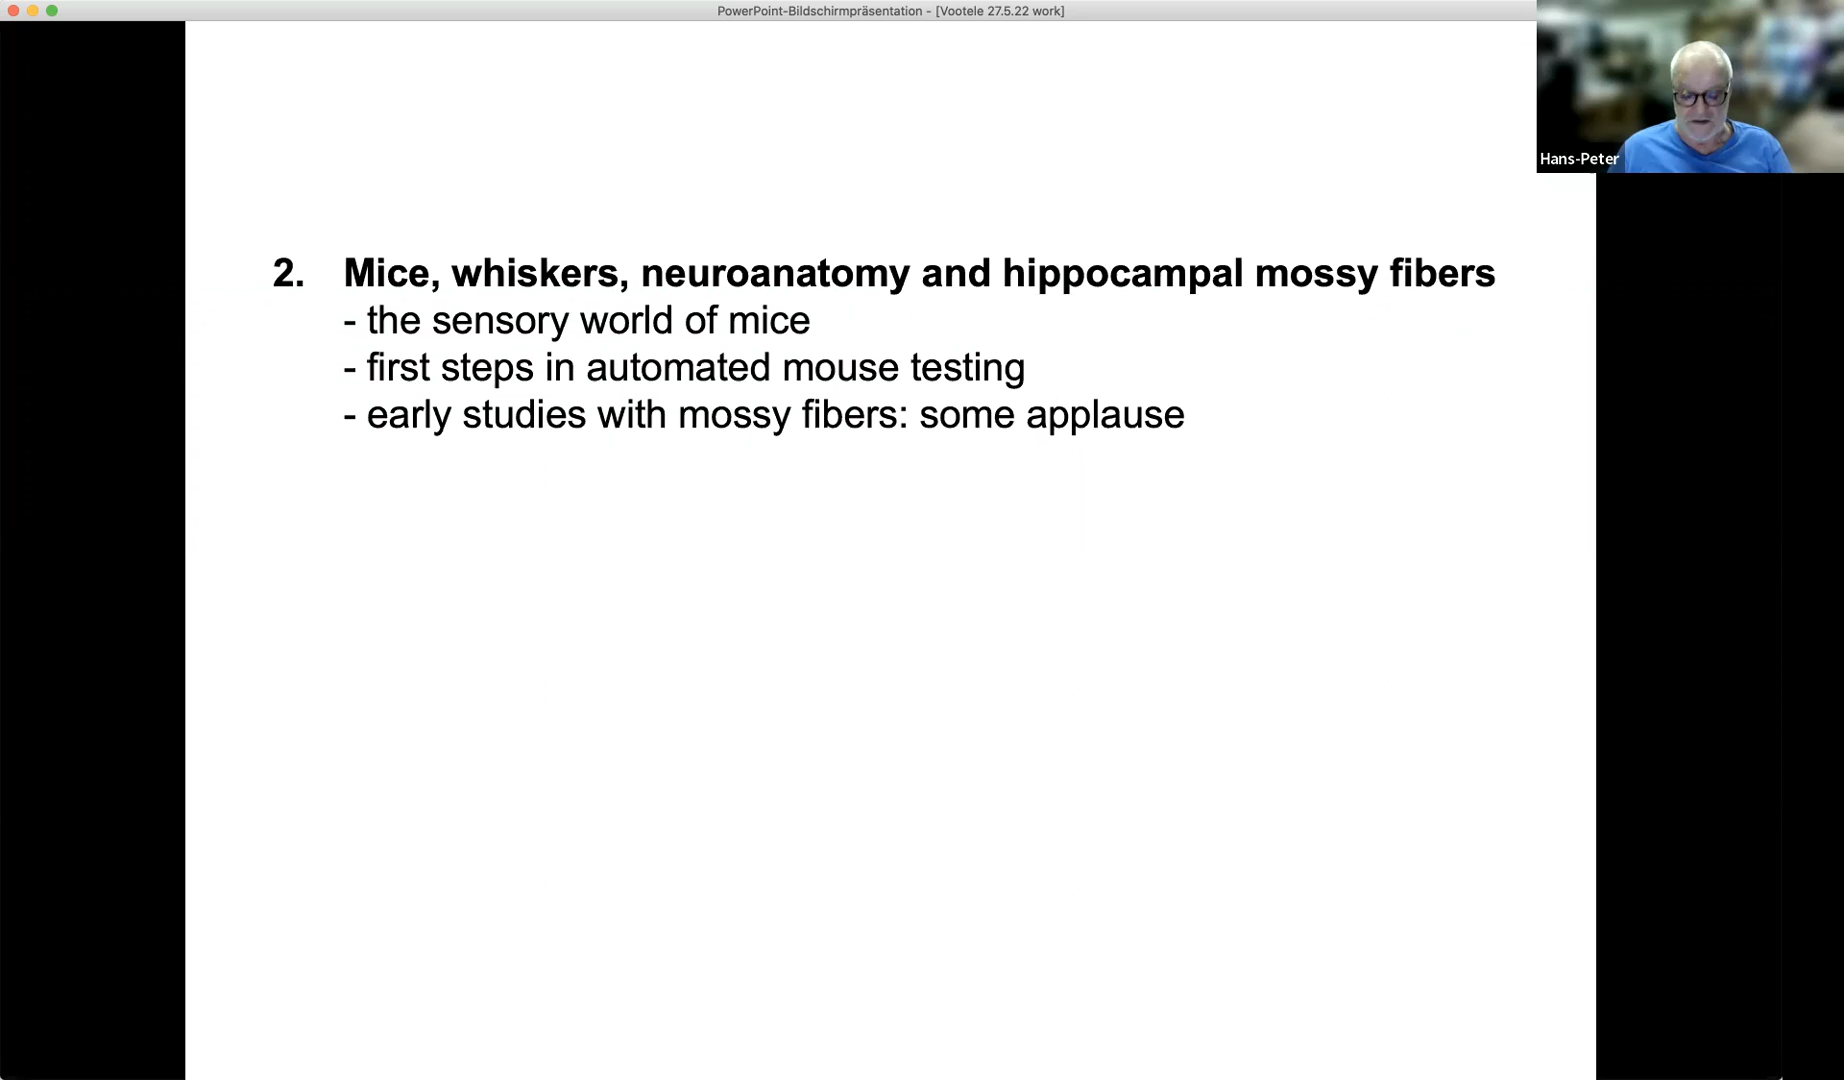 PowerPoint-Bildschirmpräsentation - [Vootele 27.5.22 work]
Hans-Peter
2. Mice, whiskers, neuroanatomy and hippocampal mossy fibers
- the sensory world of mice
- first steps in automated mouse testing
- early studies with mossy fibers: some applause